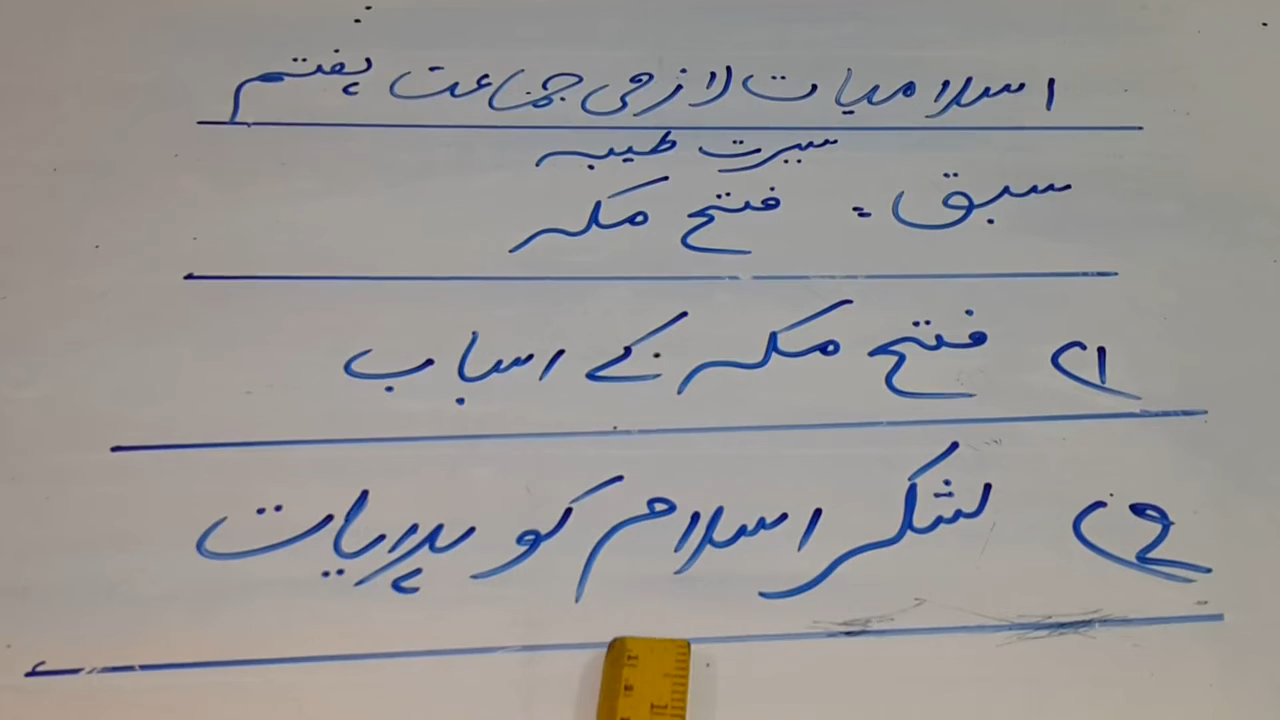 اسلامیات لازمی جماعت ہفتم
سیرت طیبہ
سبق: فتح مکہ
(1) فتح مکہ کے اسباب
(2) لشکر اسلام کو ہدایات